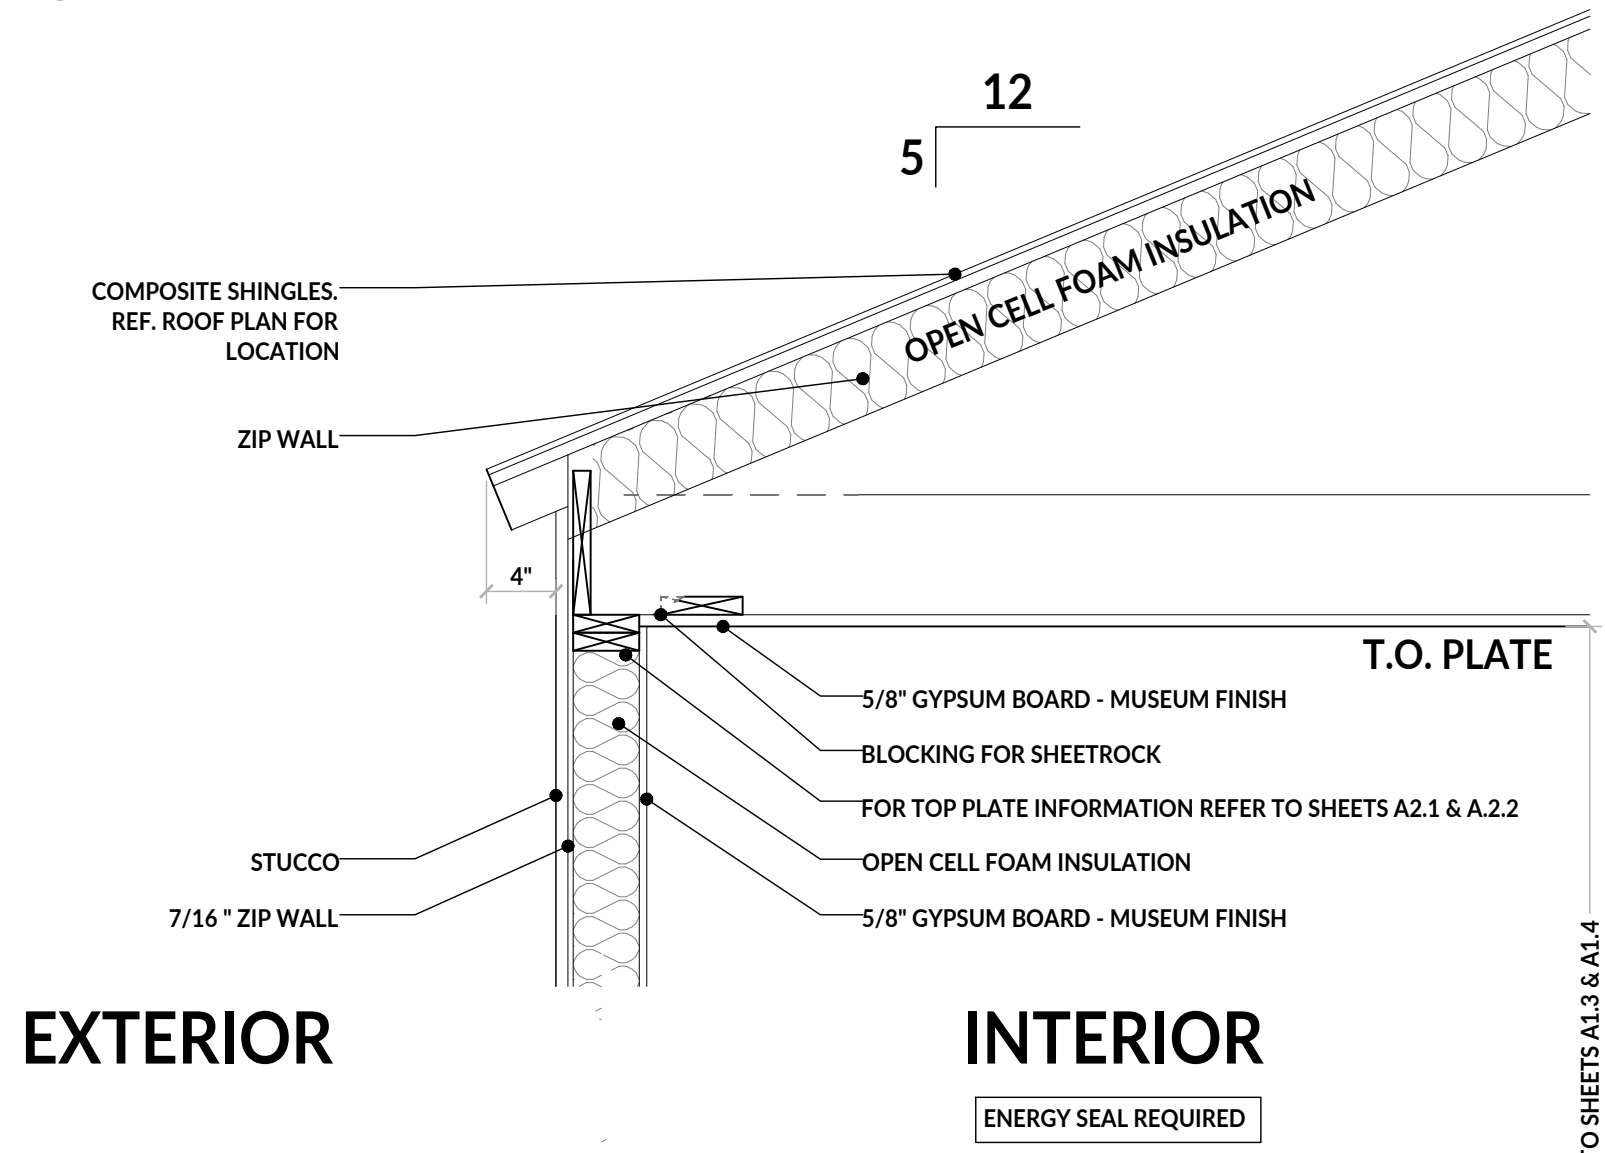 12
5
OPEN CELL FOAM INSULATION
COMPOSITE SHINGLES.
REF. ROOF PLAN FOR
LOCATION
ZIP WALL
4"
T.O. PLATE
5/8" GYPSUM BOARD - MUSEUM FINISH
BLOCKING FOR SHEETROCK
FOR TOP PLATE INFORMATION REFER TO SHEETS A2.1 & A.2.2
STUCCO
OPEN CELL FOAM INSULATION
7/16 " ZIP WALL
5/8" GYPSUM BOARD - MUSEUM FINISH
TO SHEETS A1.3 & A1.4
EXTERIOR
INTERIOR
ENERGY SEAL REQUIRED